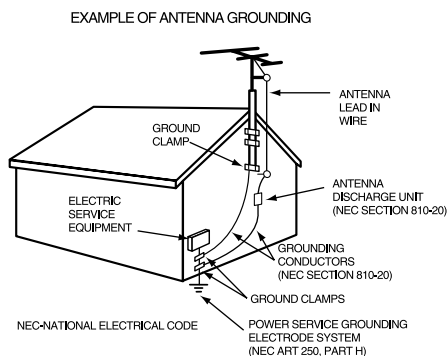 EXAMPLE OF ANTENNA GROUNDING
ANTENNA
LEAD IN
WIRE
GROUND
CLAMP
ANTENNA
DISCHARGE UNIT
(NEC SECTION 810-20)
ELECTRIC
SERVICE
EQUIPMENT
GROUNDING
CONDUCTORS
(NEC SECTION 810-20)
GROUND CLAMPS
NEC-NATIONAL ELECTRICAL CODE
POWER SERVICE GROUNDING
ELECTRODE SYSTEM
(NEC ART 250, PART H)